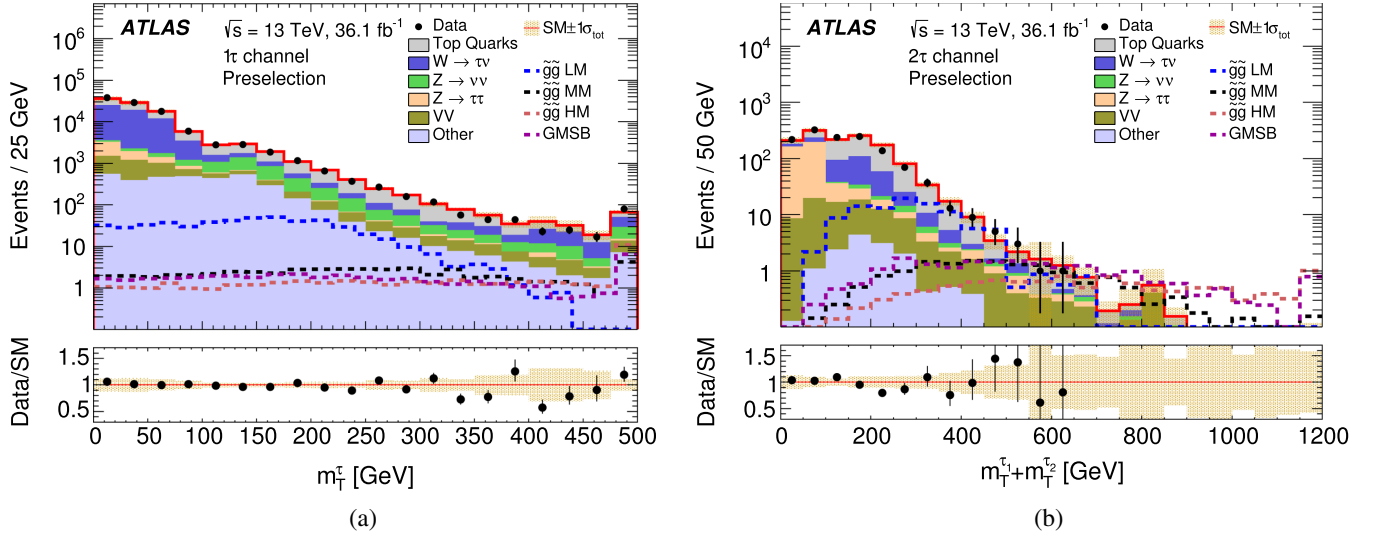 ATLAS
√s = 13 TeV, 36.1 fb⁻¹
1τ channel
Preselection
Data
Top Quarks
W → τν
Z → νν
Z → ττ
VV
Other
SM±1σtot
g̃g̃ LM
g̃g̃ MM
g̃g̃ HM
GMSB
Events / 25 GeV
10⁶
10⁵
10⁴
10³
10²
10
1
Data/SM
1.5
1
0.5
0 50 100 150 200 250 300 350 400 450 500
m_T^τ [GeV]
(a)
ATLAS
√s = 13 TeV, 36.1 fb⁻¹
2τ channel
Preselection
Data
Top Quarks
W → τν
Z → νν
Z → ττ
VV
Other
SM±1σtot
g̃g̃ LM
g̃g̃ MM
g̃g̃ HM
GMSB
Events / 50 GeV
10⁴
10³
10²
10
1
Data/SM
1.5
1
0.5
0 200 400 600 800 1000 1200
m_T^τ₁+m_T^τ₂ [GeV]
(b)